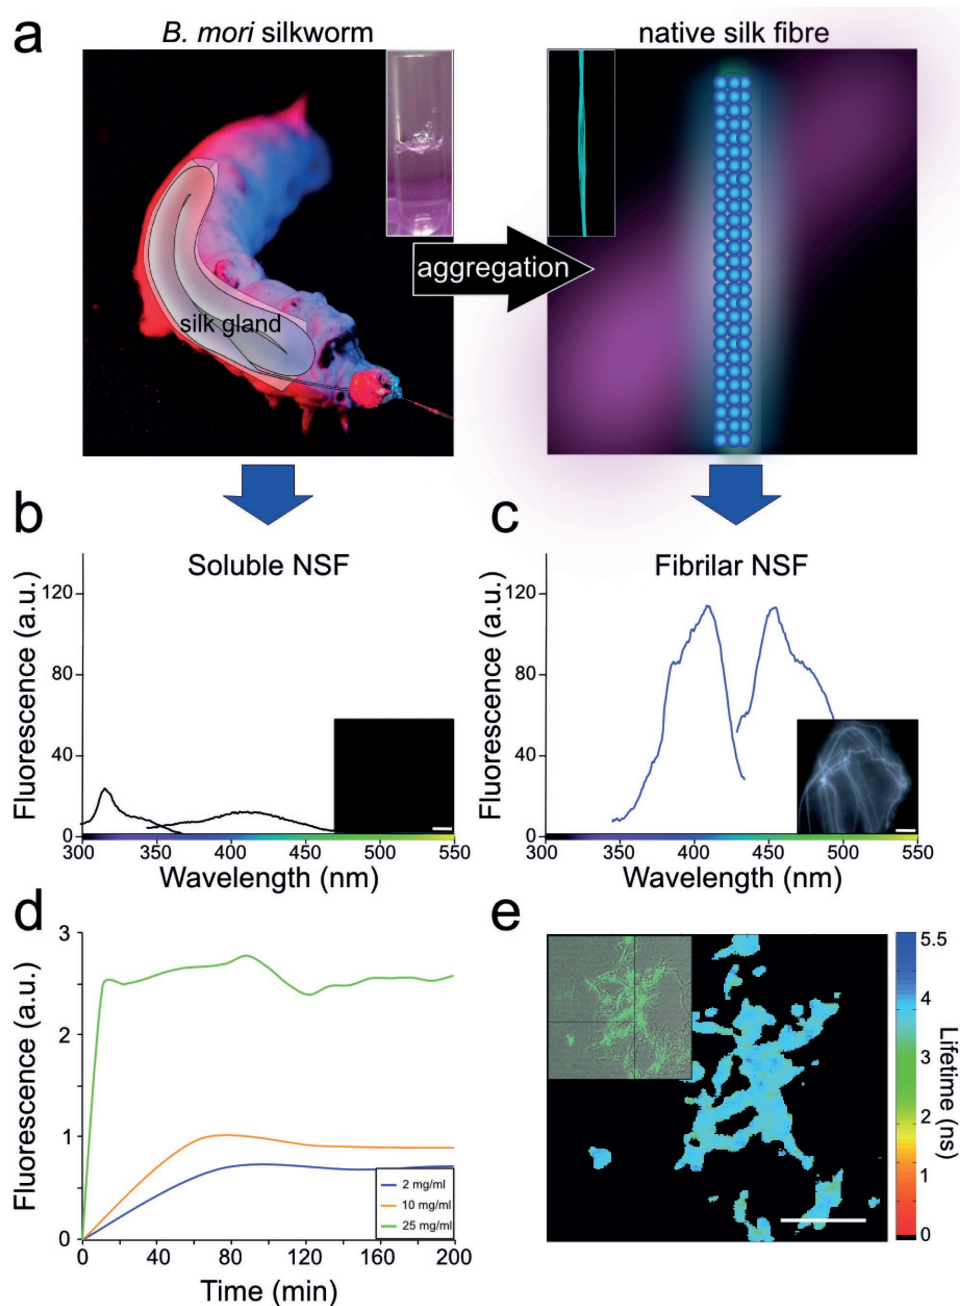 a
B. mori silkworm
native silk fibre
silk gland
aggregation
b
Soluble NSF
Fluorescence (a.u.)
120
80
40
0
300
350
400
450
500
550
Wavelength (nm)
c
Fibrilar NSF
Fluorescence (a.u.)
120
80
40
0
300
350
400
450
500
550
Wavelength (nm)
d
Fluorescence (a.u.)
3
2
1
0
0
40
80
120
160
200
Time (min)
2 mg/ml
10 mg/ml
25 mg/ml
e
5.5
4
3
2
1
0
Lifetime (ns)